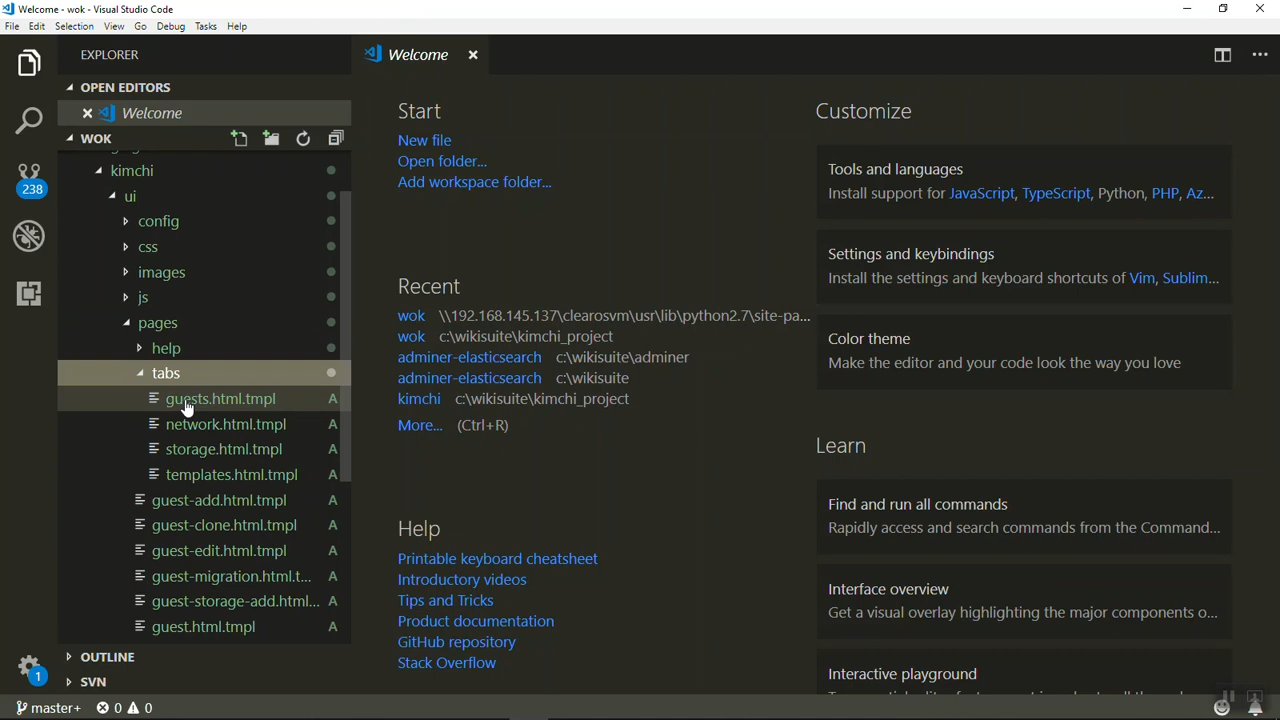 Welcome - wok - Visual Studio Code
File Edit Selection View Go Debug Tasks Help
EXPLORER
Welcome
OPEN EDITORS
Welcome
WOK
kimchi
ui
config
css
images
js
pages
help
tabs
guests.html.tmpl A
network.html.tmpl A
storage.html.tmpl A
templates.html.tmpl A
guest-add.html.tmpl A
guest-clone.html.tmpl A
guest-edit.html.tmpl A
guest-migration.html.t... A
guest-storage-add.html... A
guest.html.tmpl A
OUTLINE
SVN
238
1
Start
New file
Open folder...
Add workspace folder...
Recent
wok \\192.168.145.137\clearosvm\usr\lib\python2.7\site-pa...
wok c:\wikisuite\kimchi_project
adminer-elasticsearch c:\wikisuite\adminer
adminer-elasticsearch c:\wikisuite
kimchi c:\wikisuite\kimchi_project
More... (Ctrl+R)
Help
Printable keyboard cheatsheet
Introductory videos
Tips and Tricks
Product documentation
GitHub repository
Stack Overflow
Customize
Tools and languages
Install support for JavaScript, TypeScript, Python, PHP, Az...
Settings and keybindings
Install the settings and keyboard shortcuts of Vim, Sublim...
Color theme
Make the editor and your code look the way you love
Learn
Find and run all commands
Rapidly access and search commands from the Command...
Interface overview
Get a visual overlay highlighting the major components o...
Interactive playground
master+ 0 0